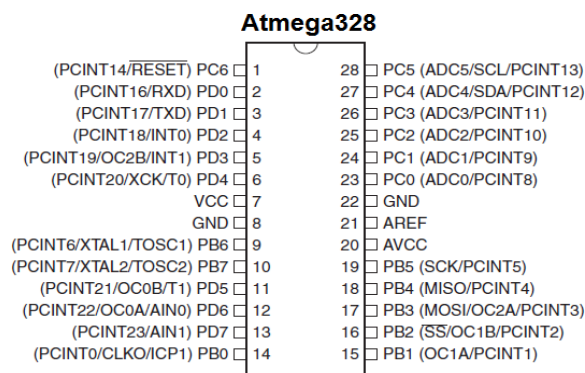 Atmega328
(PCINT14/RESET) PC6 1 28 PC5 (ADC5/SCL/PCINT13)
(PCINT16/RXD) PD0 2 27 PC4 (ADC4/SDA/PCINT12)
(PCINT17/TXD) PD1 3 26 PC3 (ADC3/PCINT11)
(PCINT18/INT0) PD2 4 25 PC2 (ADC2/PCINT10)
(PCINT19/OC2B/INT1) PD3 5 24 PC1 (ADC1/PCINT9)
(PCINT20/XCK/T0) PD4 6 23 PC0 (ADC0/PCINT8)
VCC 7 22 GND
GND 8 21 AREF
(PCINT6/XTAL1/TOSC1) PB6 9 20 AVCC
(PCINT7/XTAL2/TOSC2) PB7 10 19 PB5 (SCK/PCINT5)
(PCINT21/OC0B/T1) PD5 11 18 PB4 (MISO/PCINT4)
(PCINT22/OC0A/AIN0) PD6 12 17 PB3 (MOSI/OC2A/PCINT3)
(PCINT23/AIN1) PD7 13 16 PB2 (SS/OC1B/PCINT2)
(PCINT0/CLKO/ICP1) PB0 14 15 PB1 (OC1A/PCINT1)